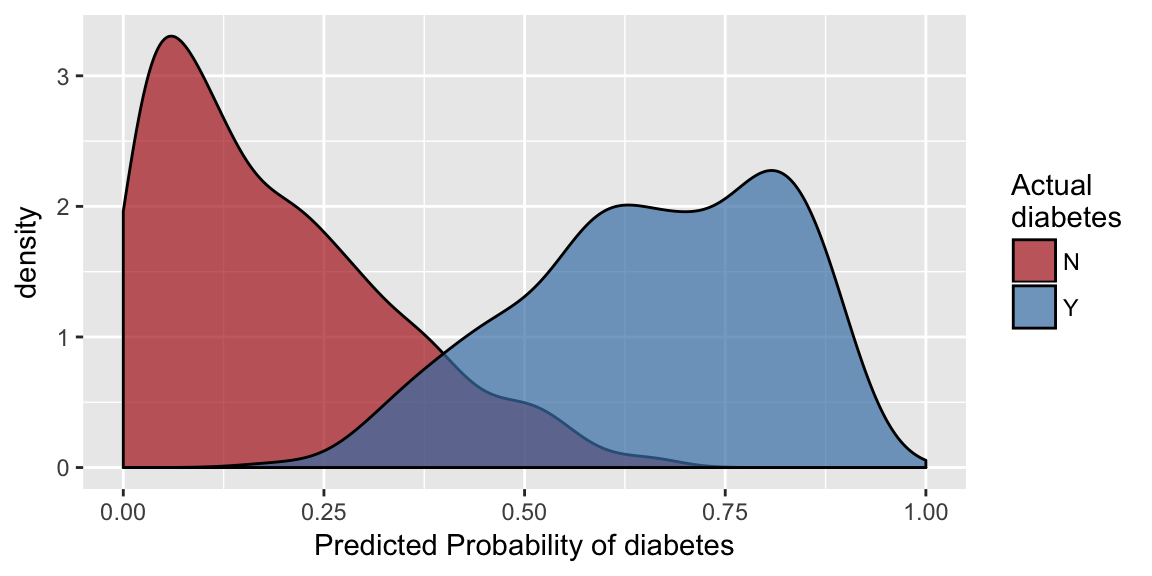 3
2
1
0
density
0.00
0.25
0.50
0.75
1.00
Predicted Probability of diabetes
Actual
diabetes
N
Y